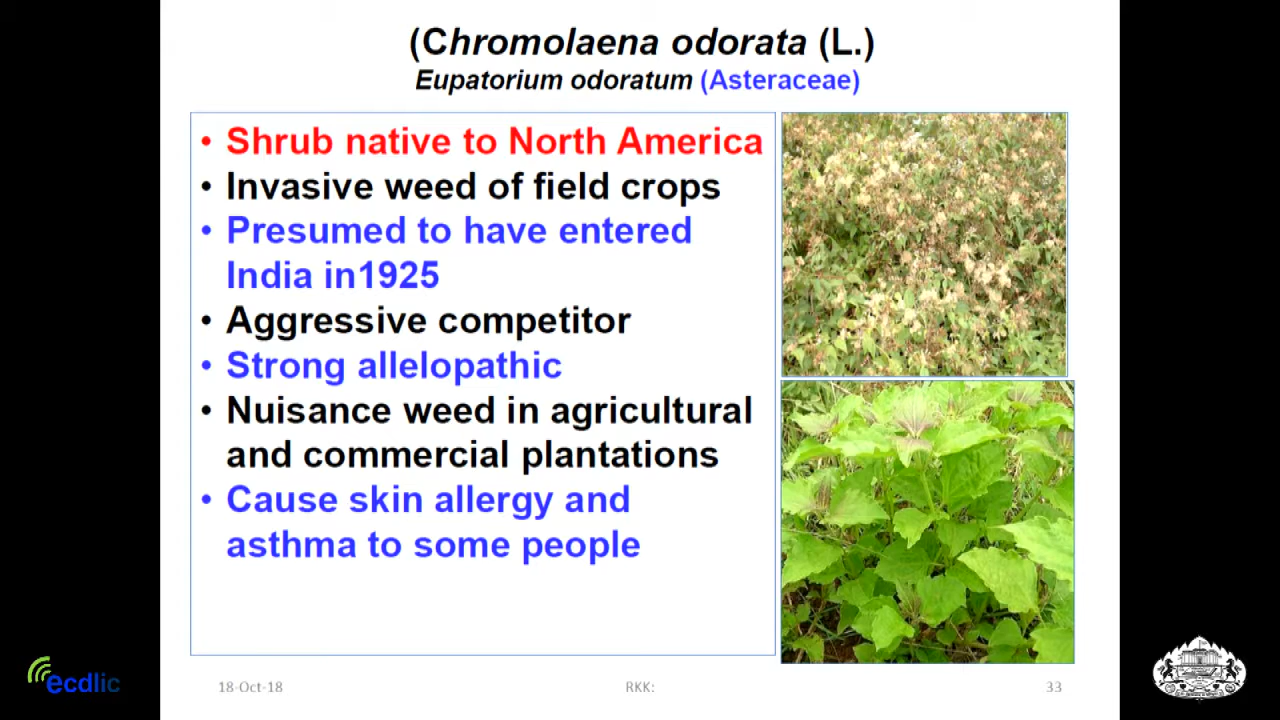 (Chromolaena odorata (L.)
Eupatorium odoratum (Asteraceae)
• Shrub native to North America
• Invasive weed of field crops
• Presumed to have entered
India in1925
• Aggressive competitor
• Strong allelopathic
• Nuisance weed in agricultural
and commercial plantations
• Cause skin allergy and
asthma to some people
ecdlic
18-Oct-18
RKK:
33